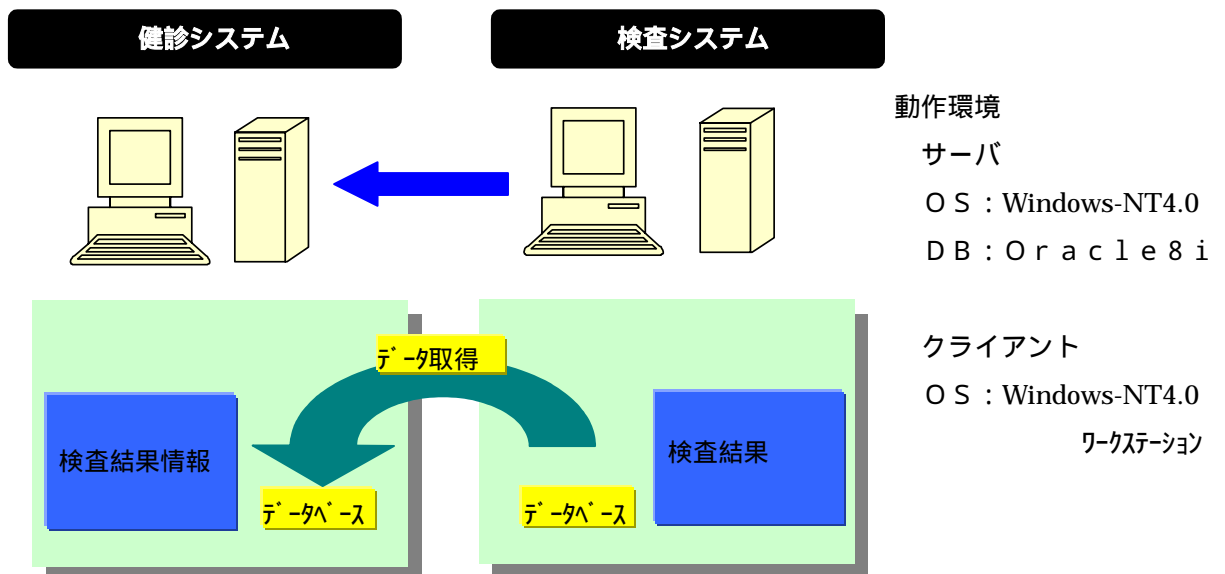 健診システム
検査システム
動作環境
サーバ
ＯＳ：Windows-NT4.0
ＤＢ：Ｏｒａｃｌｅ８ｉ
クライアント
ＯＳ：Windows-NT4.0
ﾜｰｸｽﾃｰｼｮﾝ
ﾃﾞｰﾀ取得
検査結果情報
検査結果
ﾃﾞｰﾀﾍﾞｰｽ
ﾃﾞｰﾀﾍﾞｰｽ